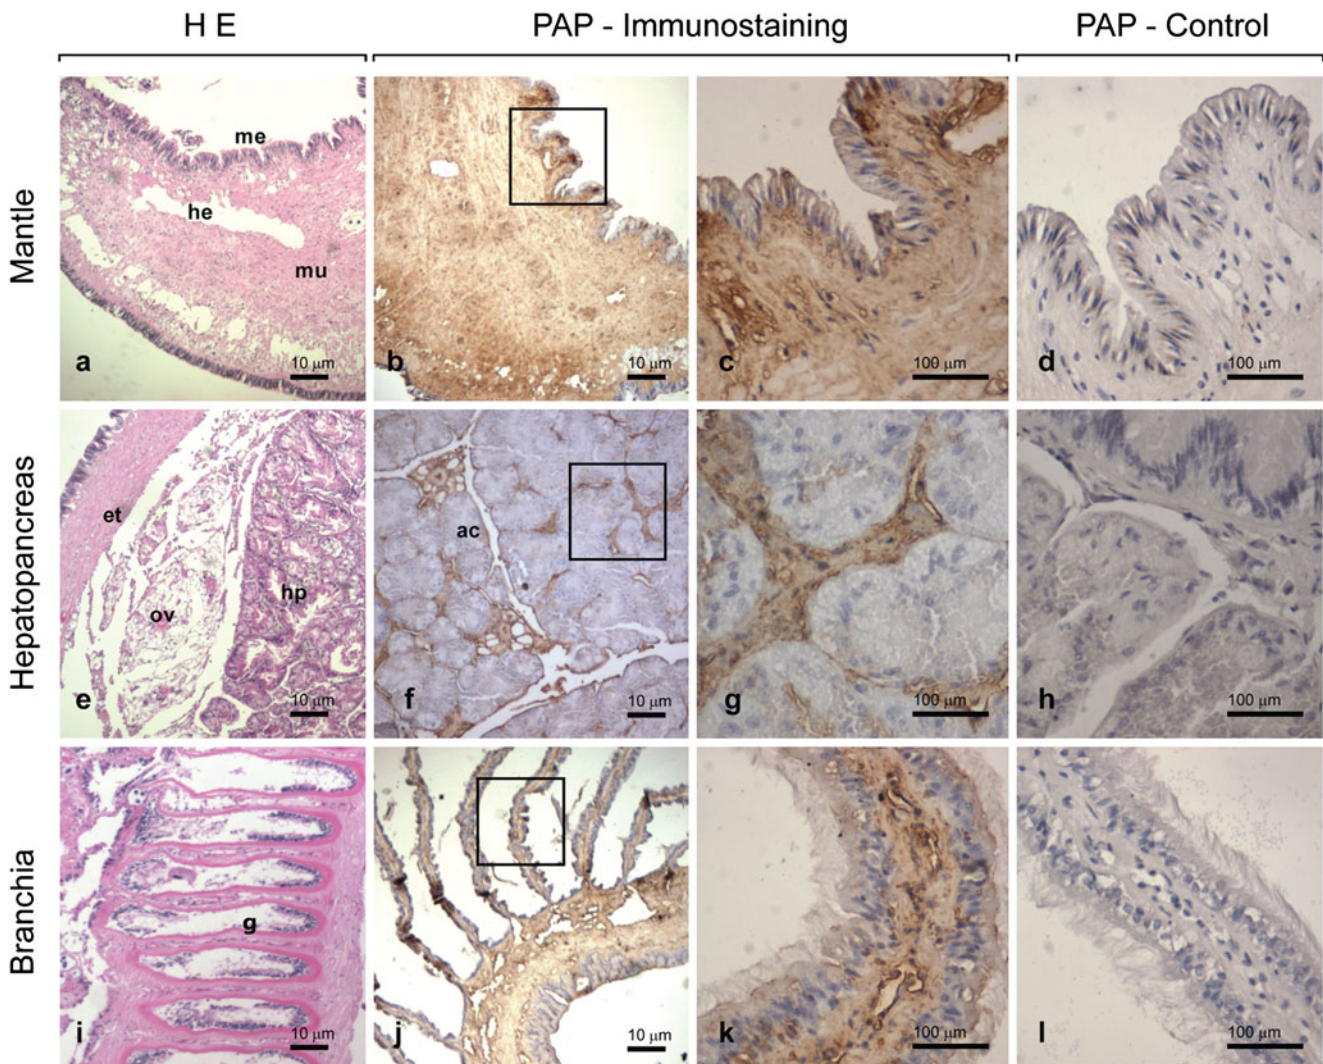 H E PAP - Immunostaining PAP - Control
Mantle
me
he
mu
a 10 µm
b 10 µm
c 100 µm
d 100 µm
Hepatopancreas
et
ov
hp
ac
e 10 µm
f 10 µm
g 100 µm
h 100 µm
Branchia
g
i 10 µm
j 10 µm
k 100 µm
l 100 µm